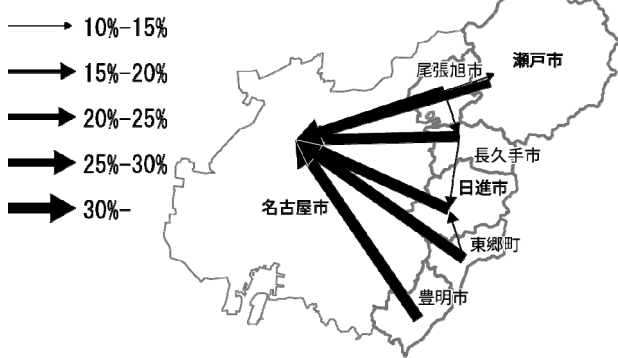 10%-15%
15%-20%
20%-25%
25%-30%
30%-
尾張旭市
瀬戸市
長久手市
日進市
名古屋市
東郷町
豊明市